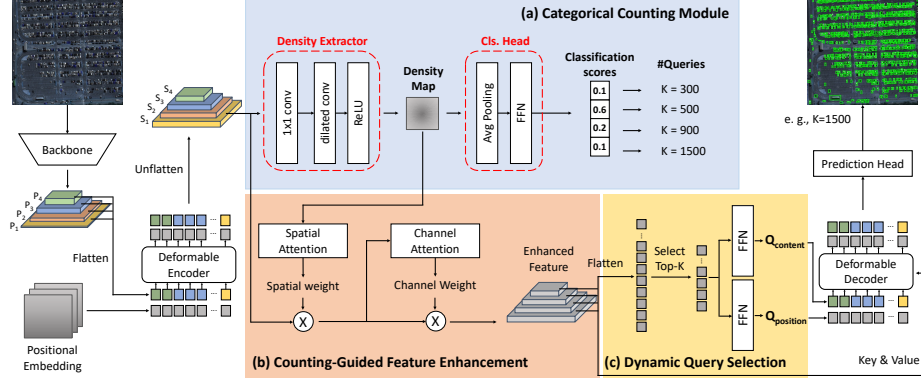 (a) Categorical Counting Module
Density Extractor
1x1 conv
dilated conv
ReLU
Density
Map
Cls. Head
Avg Pooling
FFN
Classification
scores
0.1
0.6
0.2
0.1
#Queries
K = 300
K = 500
K = 900
K = 1500
S4
S3
S2
S1
Backbone
Unflatten
P4
P3
P2
P1
Flatten
Deformable
Encoder
...
...
Positional
Embedding
Spatial
Attention
Spatial weight
X
Channel
Attention
Channel Weight
X
Enhanced
Feature
(b) Counting-Guided Feature Enhancement
Flatten
Select
Top-K
FFN
FFN
Qcontent
Qposition
(c) Dynamic Query Selection
e. g., K=1500
Prediction Head
...
Deformable
Decoder
...
Key & Value